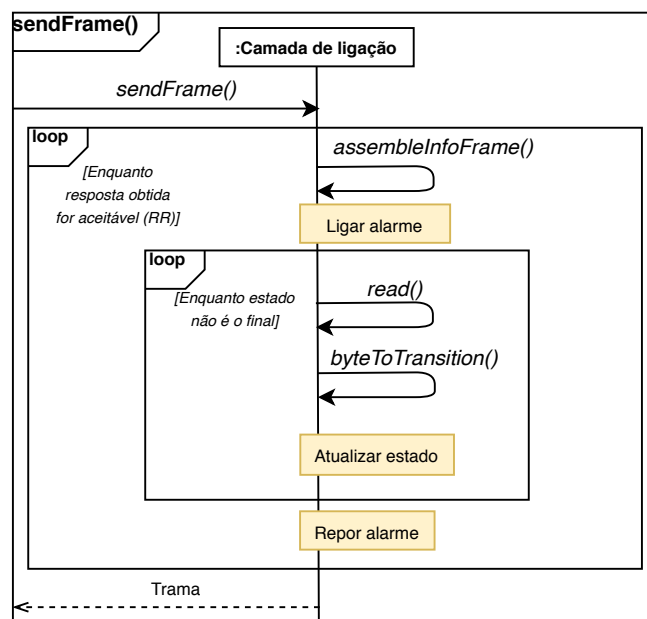 sendFrame()
:Camada de ligação
sendFrame()
loop
[Enquanto
resposta obtida
for aceitável (RR)]
assembleInfoFrame()
Ligar alarme
loop
[Enquanto estado
não é o final]
read()
byteToTransition()
Atualizar estado
Repor alarme
Trama